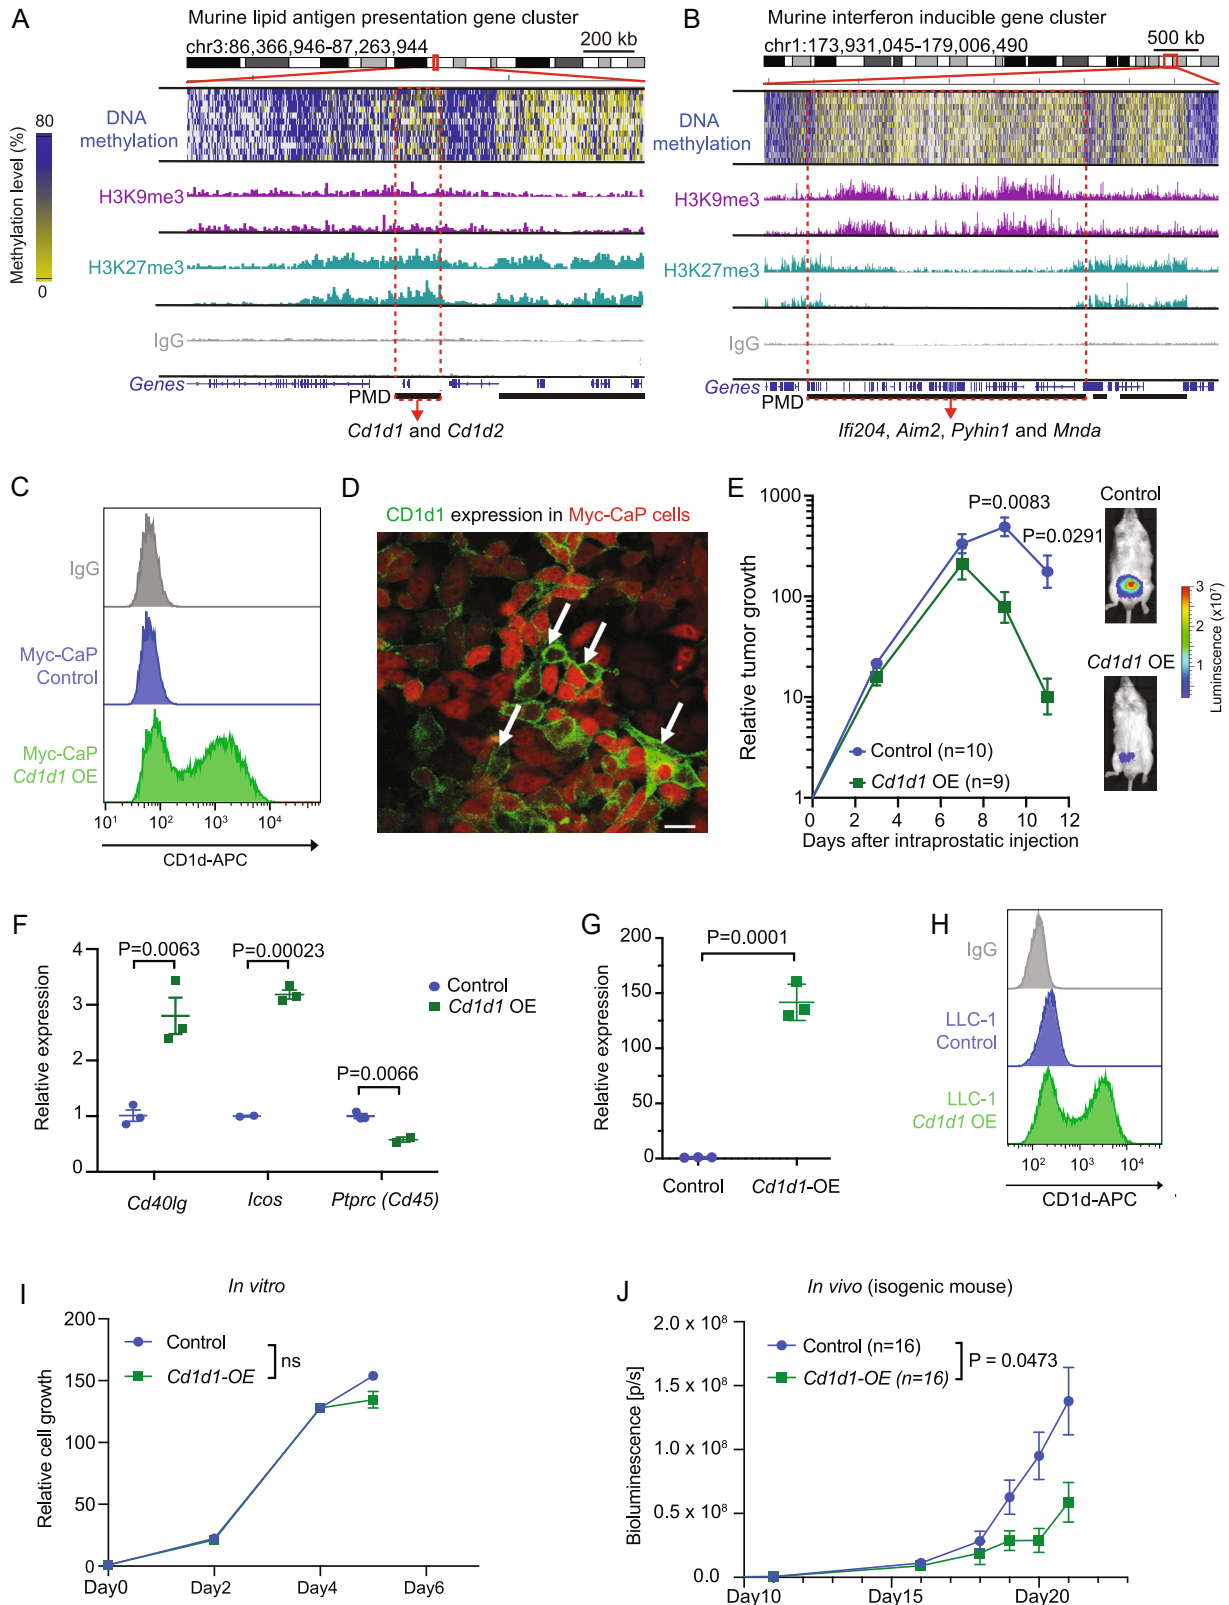 A
Murine lipid antigen presentation gene cluster
chr3:86,366,946-87,263,944
200 kb
Methylation level (%)
80
0
DNA
methylation
H3K9me3
H3K27me3
IgG
Genes
PMD
Cd1d1 and Cd1d2
B
Murine interferon inducible gene cluster
chr1:173,931,045-179,006,490
500 kb
DNA
methylation
H3K9me3
H3K27me3
IgG
Genes
PMD
Ifi204, Aim2, Pyhin1 and Mnda
C
IgG
Myc-CaP
Control
Myc-CaP
Cd1d1 OE
10¹ 10² 10³ 10⁴
CD1d-APC
D
CD1d1 expression in Myc-CaP cells
E
Relative tumor growth
1000
100
10
1
P=0.0083
P=0.0291
Control (n=10)
Cd1d1 OE (n=9)
0 2 4 6 8 10 12
Days after intraprostatic injection
Control
Cd1d1 OE
3
2
1
Luminscence (x10⁷)
F
Relative expression
4
3
2
1
0
P=0.0063
P=0.00023
P=0.0066
Control
Cd1d1 OE
Cd40lg Icos Ptprc (Cd45)
G
Relative expression
200
150
100
50
0
P=0.0001
Control Cd1d1-OE
H
IgG
LLC-1
Control
LLC-1
Cd1d1 OE
10² 10³ 10⁴
CD1d-APC
I
In vitro
Relative cell growth
200
150
100
50
0
Control
Cd1d1-OE
ns
Day0 Day2 Day4 Day6
J
In vivo (isogenic mouse)
Bioluminescence [p/s]
2.0 x 10⁸
1.5 x 10⁸
1.0 x 10⁸
0.5 x 10⁸
0.0
Control (n=16)
Cd1d1-OE (n=16)
P = 0.0473
Day10 Day15 Day20